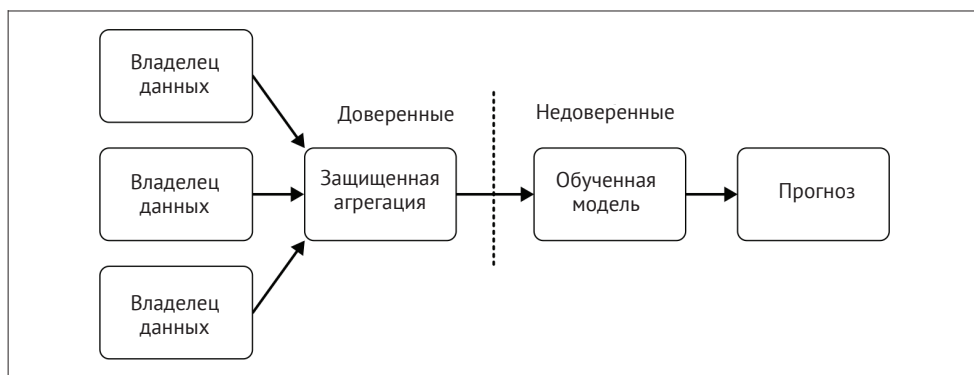 Владелец
данных
Доверенные
Недоверенные
Владелец
данных
Защищенная
агрегация
Обученная
модель
Прогноз
Владелец
данных